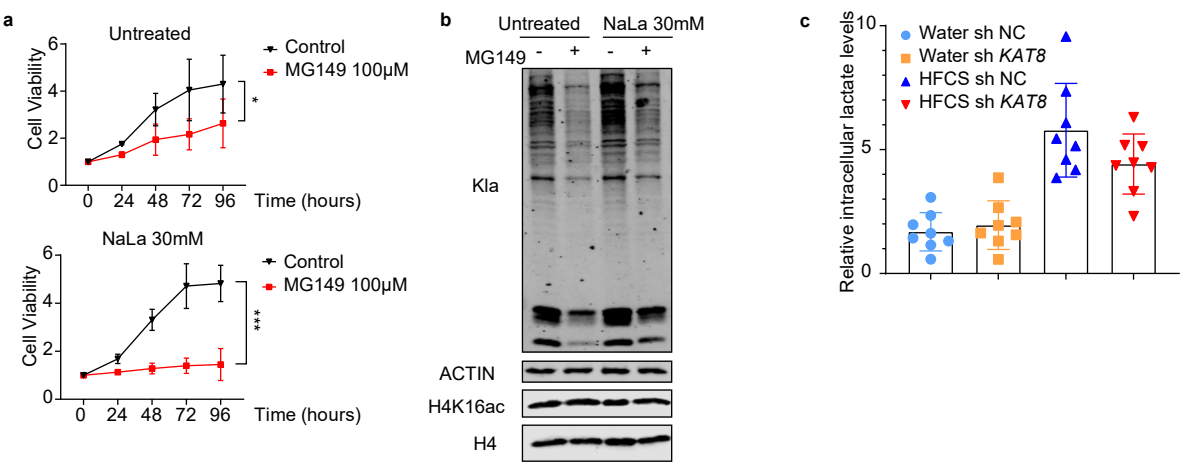 a
Untreated
Cell Viability
6
4
2
0
0 24 48 72 96
Time (hours)
Control
MG149 100µM
*
NaLa 30mM
Cell Viability
6
4
2
0
0 24 48 72 96
Time (hours)
Control
MG149 100µM
***
b
Untreated NaLa 30mM
MG149 - + - +
Kla
ACTIN
H4K16ac
H4
c
Relative intracellular lactate levels
10
5
0
Water sh NC
Water sh KAT8
HFCS sh NC
HFCS sh KAT8